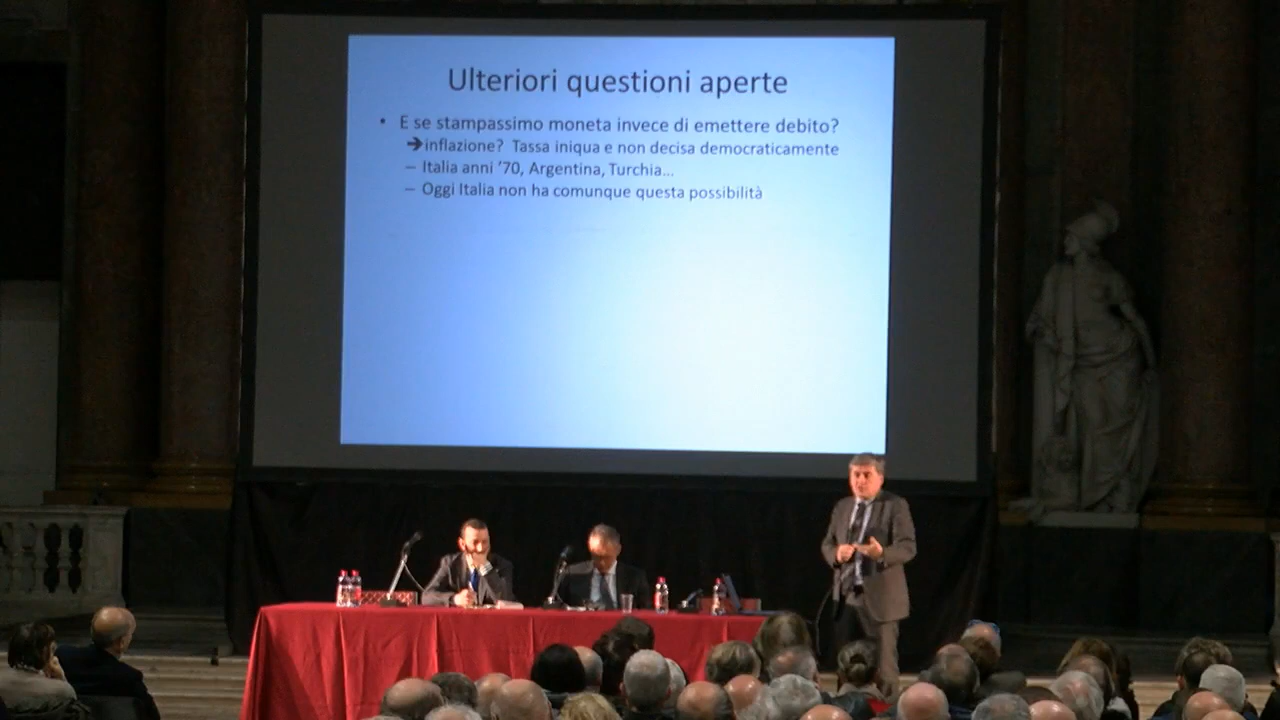 Ulteriori questioni aperte
• E se stampassimo moneta invece di emettere debito?
➔inflazione? Tassa iniqua e non decisa democraticamente
– Italia anni '70, Argentina, Turchia...
– Oggi Italia non ha comunque questa possibilità